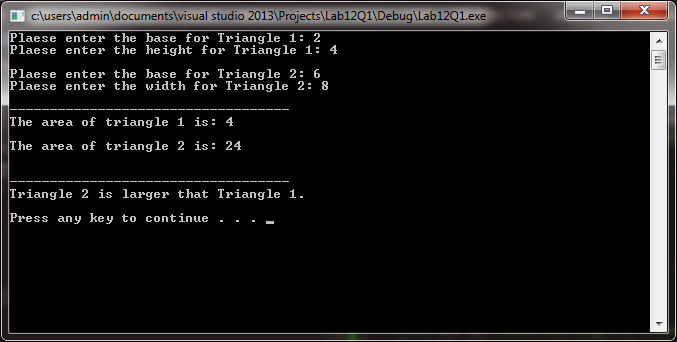 c:\users\admin\documents\visual studio 2013\Projects\Lab12Q1\Debug\Lab12Q1.exe
Plaese enter the base for Triangle 1: 2
Plaese enter the height for Triangle 1: 4
Plaese enter the base for Triangle 2: 6
Plaese enter the width for Triangle 2: 8
-----------------------------------
The area of triangle 1 is: 4
The area of triangle 2 is: 24
-----------------------------------
Triangle 2 is larger that Triangle 1.
Press any key to continue . . . _